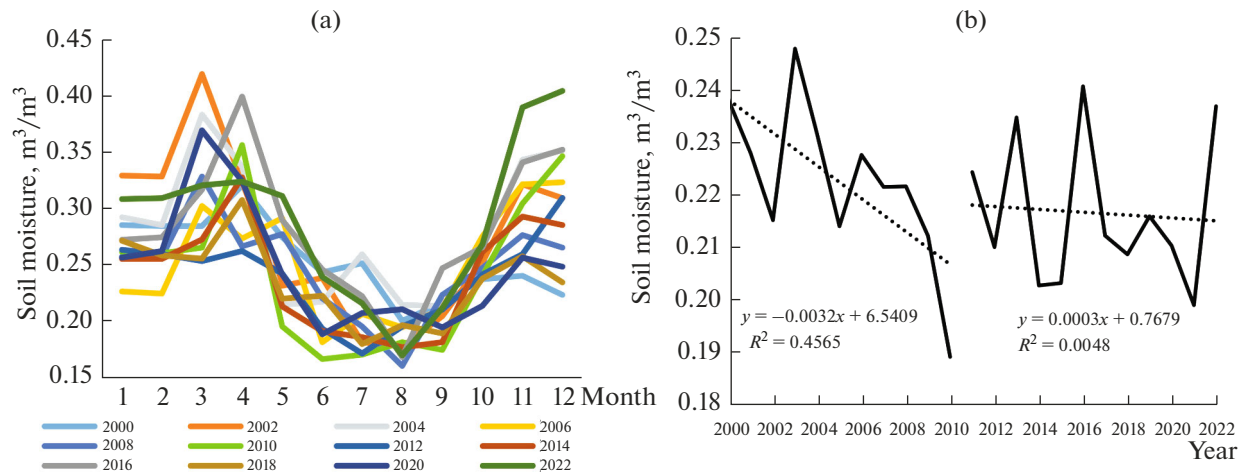 (a)
Soil moisture, m³/m³
0.45
0.40
0.35
0.30
0.25
0.20
0.15
1 2 3 4 5 6 7 8 9 10 11 12 Month
2000 2002 2004 2006
2008 2010 2012 2014
2016 2018 2020 2022
(b)
Soil moisture, m³/m³
0.25
0.24
0.23
0.22
0.21
0.20
0.19
0.18
y = −0.0032x + 6.5409
R² = 0.4565
y = 0.0003x + 0.7679
R² = 0.0048
2000 2002 2004 2006 2008 2010 2012 2014 2016 2018 2020 2022
Year